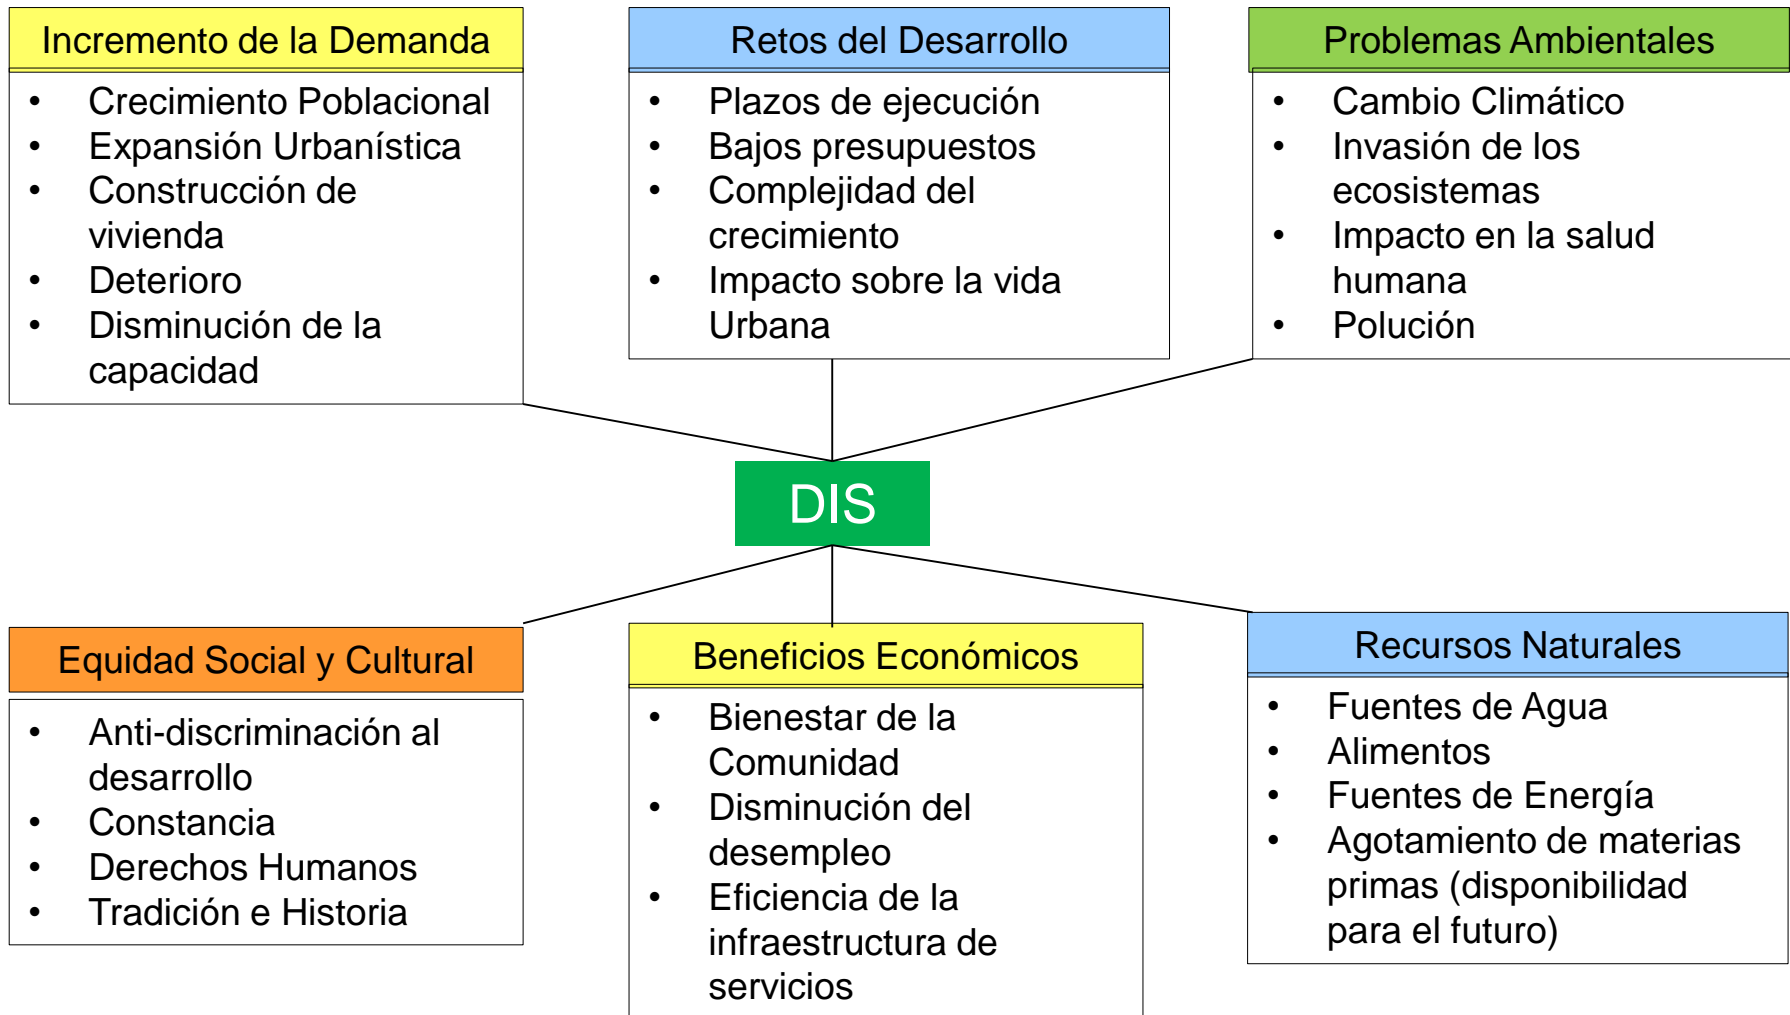 Incremento de la Demanda
• Crecimiento Poblacional
• Expansión Urbanística
• Construcción de
vivienda
• Deterioro
• Disminución de la
capacidad
Retos del Desarrollo
• Plazos de ejecución
• Bajos presupuestos
• Complejidad del
crecimiento
• Impacto sobre la vida
Urbana
Problemas Ambientales
• Cambio Climático
• Invasión de los
ecosistemas
• Impacto en la salud
humana
• Polución
DIS
Equidad Social y Cultural
• Anti-discriminación al
desarrollo
• Constancia
• Derechos Humanos
• Tradición e Historia
Beneficios Económicos
• Bienestar de la
Comunidad
• Disminución del
desempleo
• Eficiencia de la
infraestructura de
servicios
Recursos Naturales
• Fuentes de Agua
• Alimentos
• Fuentes de Energía
• Agotamiento de materias
primas (disponibilidad
para el futuro)